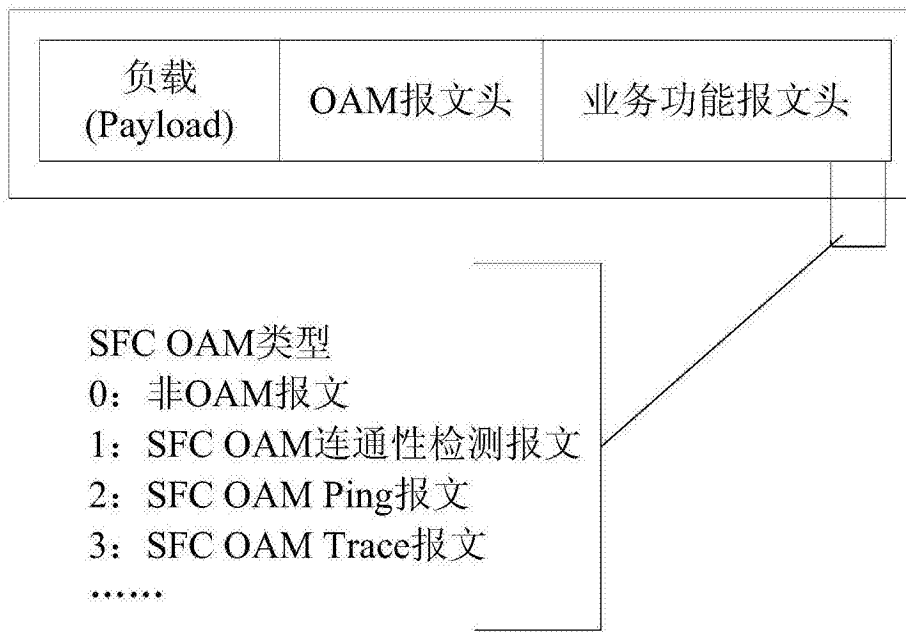 负载
(Payload)
OAM报文头
业务功能报文头
SFC OAM类型
0：非OAM报文
1：SFC OAM连通性检测报文
2：SFC OAM Ping报文
3：SFC OAM Trace报文
……